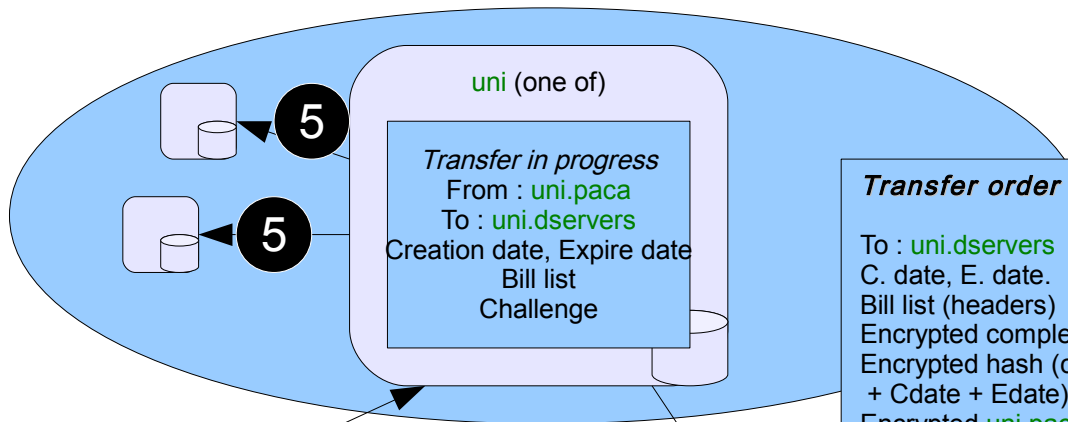 uni (one of)
5
5
Transfer in progress
From : uni.paca
To : uni.dservers
Creation date, Expire date
Bill list
Challenge
Transfer order
To : uni.dservers
C. date, E. date.
Bill list (headers)
Encrypted
Encrypted hash
+ Cdate + Edate)
Encrypted